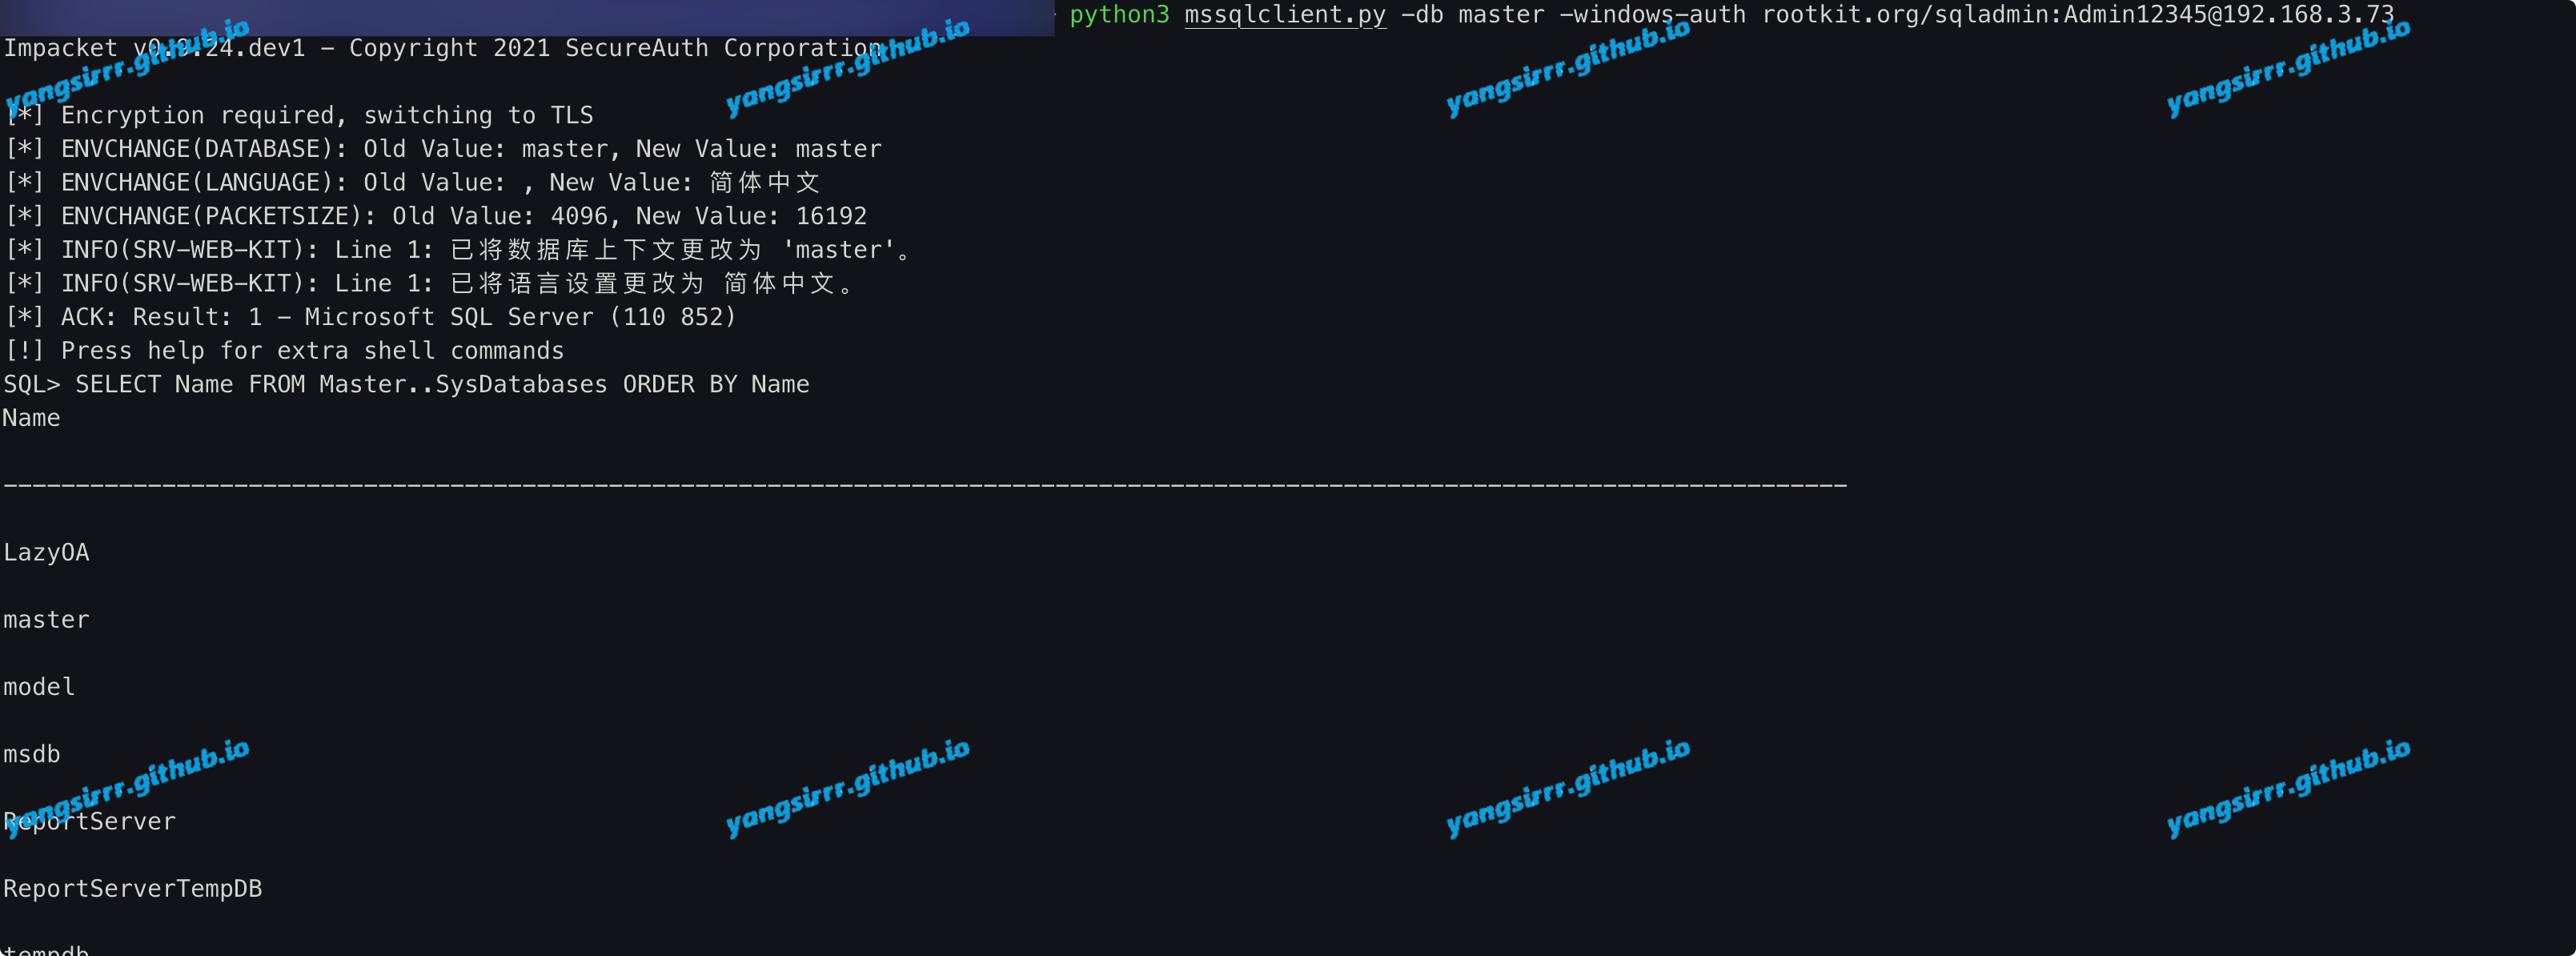 python3 mssqlclient.py -db master -windows-auth rootkit.org/sqladmin:Admin12345@192.168.3.73
Impacket v0.9.24.dev1 - Copyright 2021 SecureAuth Corporation
yangsirrr.github.io yangsirrr.github.io yangsirrr.github.io yangsirrr.github.io
[*] Encryption required, switching to TLS
[*] ENVCHANGE(DATABASE): Old Value: master, New Value: master
[*] ENVCHANGE(LANGUAGE): Old Value: , New Value: 简体中文
[*] ENVCHANGE(PACKETSIZE): Old Value: 4096, New Value: 16192
[*] INFO(SRV-WEB-KIT): Line 1: 已将数据库上下文更改为 'master'。
[*] INFO(SRV-WEB-KIT): Line 1: 已将语言设置更改为 简体中文。
[*] ACK: Result: 1 - Microsoft SQL Server (110 852)
[!] Press help for extra shell commands
SQL> SELECT Name FROM Master..SysDatabases ORDER BY Name
Name
--------------------------------------------------------------------------------------------------------------------------------
LazyOA
master
model
msdb
yangsirrr.github.io yangsirrr.github.io yangsirrr.github.io yangsirrr.github.io
ReportServer
ReportServerTempDB
tempdb